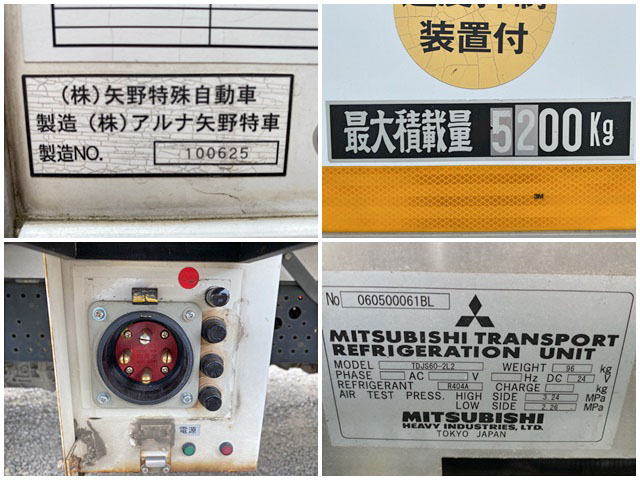 (株)矢野特殊自動車
製造 (株)アルナ矢野特車
製造NO. 100625
装置付
最大積載量 5200Kg
3M
電源
No 060500061BL
MITSUBISHI TRANSPORT
REFRIGERATION UNIT
MODEL TDJS60-2L2 WEIGHT 96 kg
PHASE AC V Hz DC 24 V
REFRIGERANT R404A CHARGE kg
AIR TEST PRESS. HIGH SIDE 3.24 MPa
LOW SIDE 2.26 MPa
MITSUBISHI
HEAVY INDUSTRIES, LTD.
TOKYO JAPAN